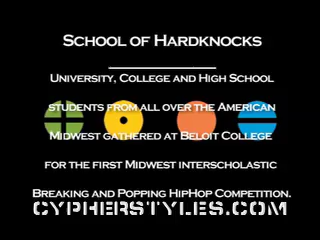 School of Hardknocks
University, College and High School
students from all over the American
Midwest gathered at Beloit College
for the first Midwest interscholastic
Breaking and Popping HipHop Competition.
CYPHERSTYLES.COM